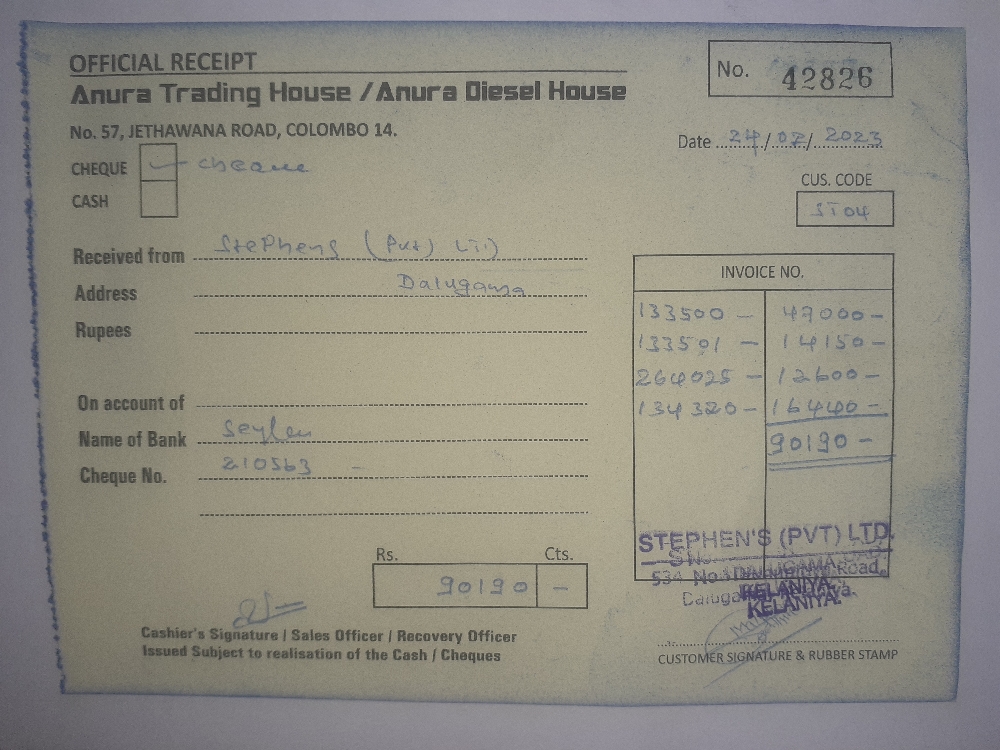 OFFICIAL RECEIPT
No. 42826
Anura Trading House / Anura Diesel House
No. 57, JETHAWANA ROAD, COLOMBO 14.
Date 24/07/2023
CHEQUE cheque
CASH
CUS. CODE
ST04
Received from Stephens (Pvt) LTD
Address Dalugama
Rupees
INVOICE NO.
133500 - 47000 -
133501 - 14150 -
264025 - 12600 -
134320 - 16440 -
90190 -
On account of
Name of Bank Seylan
Cheque No. 210563 -
STEPHEN'S (PVT) LTD.
534 Road,
KELANIYA.
KELANIYA.
Rs. Cts.
90190 -
Cashier's Signature / Sales Officer / Recovery Officer
Issued Subject to realisation of the Cash / Cheques
CUSTOMER SIGNATURE & RUBBER STAMP